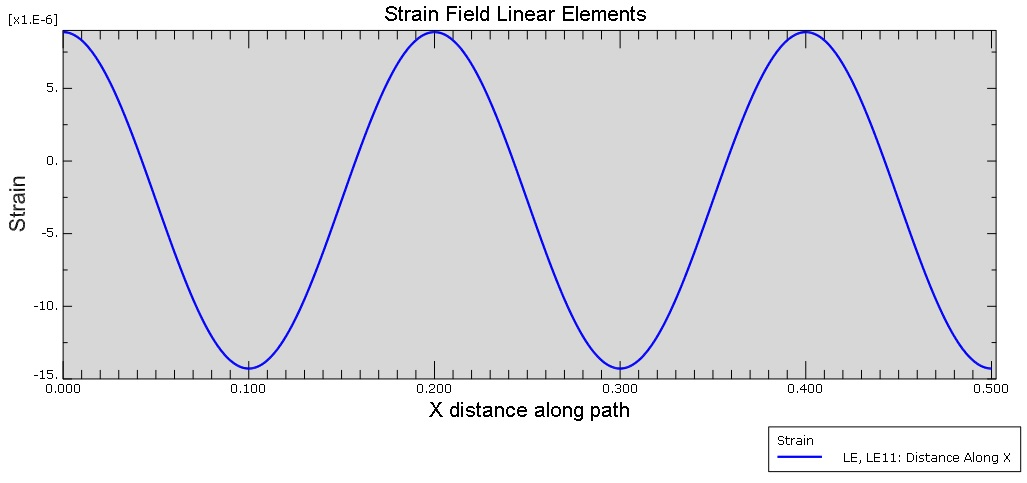 Strain Field Linear Elements
[x1.E-6]
5.
0.
-5.
-10.
-15.
Strain
0.000 0.100 0.200 0.300 0.400 0.500
X distance along path
Strain
LE, LE11: Distance Along X